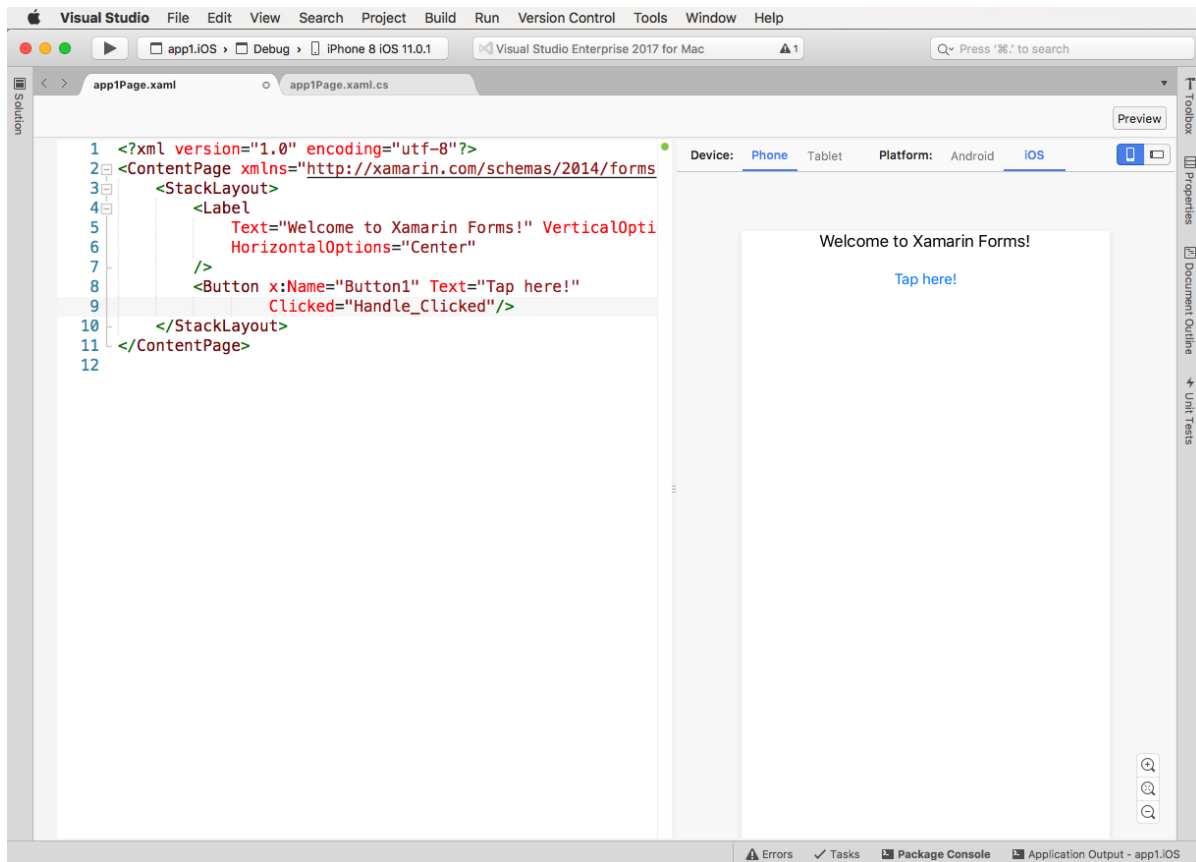 Visual Studio File Edit View Search Project Build Run Version Control Tools Window Help
app1.iOS › Debug › iPhone 8 iOS 11.0.1 Visual Studio Enterprise 2017 for Mac 1 Press '⌘.' to search
app1Page.xaml app1Page.xaml.cs
Solution
Toolbox
Preview
Properties
Document Outline
Unit Tests
1 <?xml version="1.0" encoding="utf-8"?>
2 <ContentPage xmlns="http://xamarin.com/schemas/2014/forms
3 <StackLayout>
4 <Label
5 Text="Welcome to Xamarin Forms!" VerticalOpti
6 HorizontalOptions="Center"
7 />
8 <Button x:Name="Button1" Text="Tap here!"
9 Clicked="Handle_Clicked"/>
10 </StackLayout>
11 </ContentPage>
12
Device: Phone Tablet Platform: Android iOS
Welcome to Xamarin Forms!
Tap here!
Errors Tasks Package Console Application Output - app1.iOS